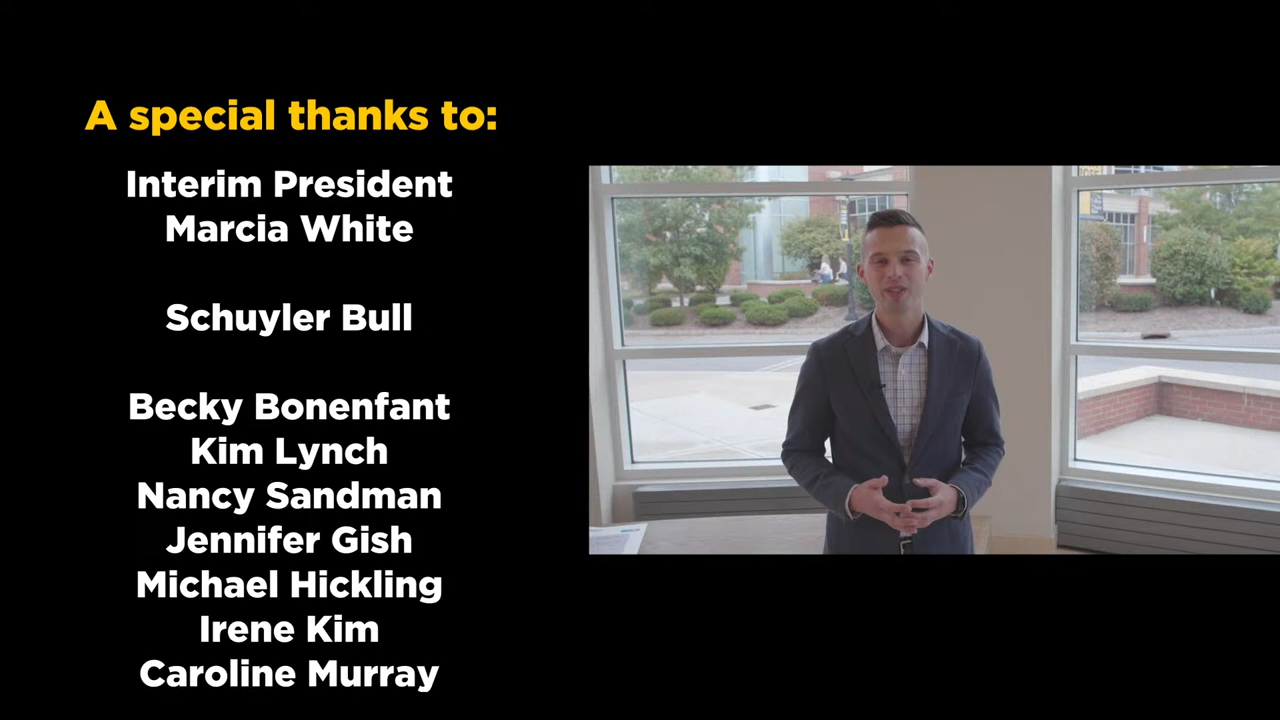 A special thanks to:
Interim President
Marcia White
Schuyler Bull
Becky Bonenfant
Kim Lynch
Nancy Sandman
Jennifer Gish
Michael Hickling
Irene Kim
Caroline Murray